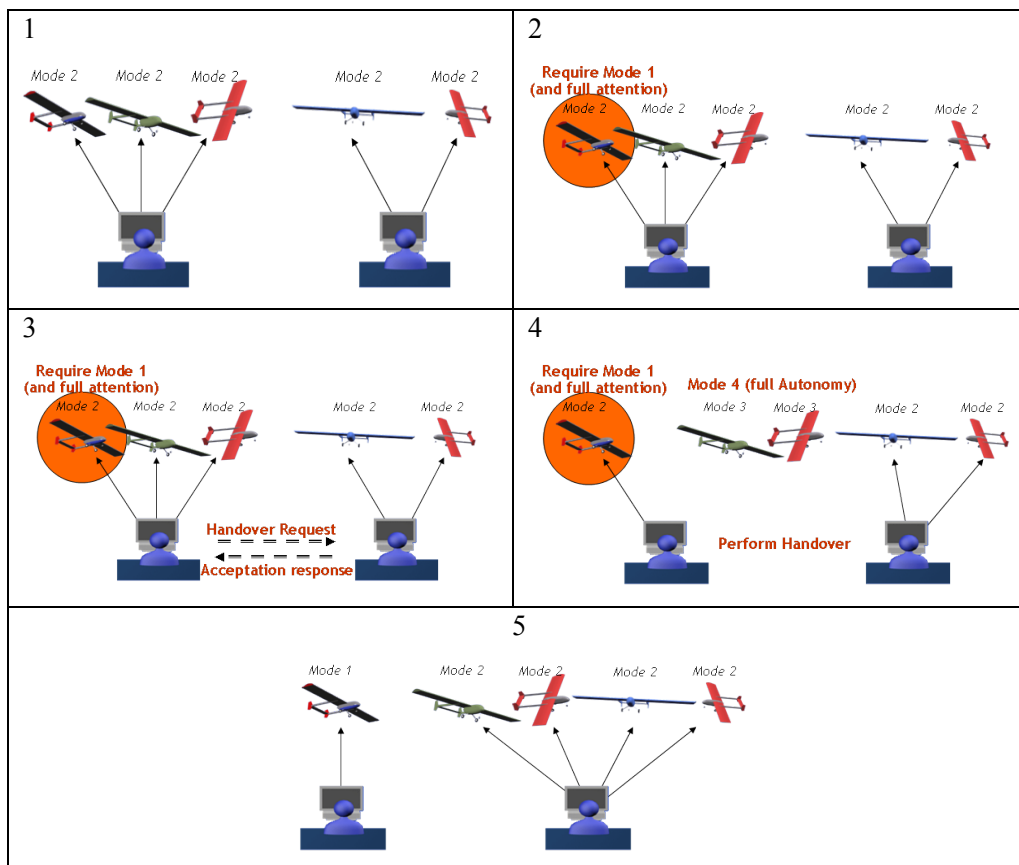 1
Mode 2
Mode 2
Mode 2
Mode 2
Mode 2
2
Require Mode 1
(and full attention)
Mode 2
Mode 2
Mode 2
Mode 2
Mode 2
3
Require Mode 1
(and full attention)
Mode 2
Mode 2
Mode 2
Mode 2
Mode 2
Handover Request
Acceptation response
4
Require Mode 1
(and full attention)
Mode 4 (full Autonomy)
Mode 2
Mode 3
Mode 3
Mode 2
Mode 2
Perform Handover
5
Mode 1
Mode 2
Mode 2
Mode 2
Mode 2